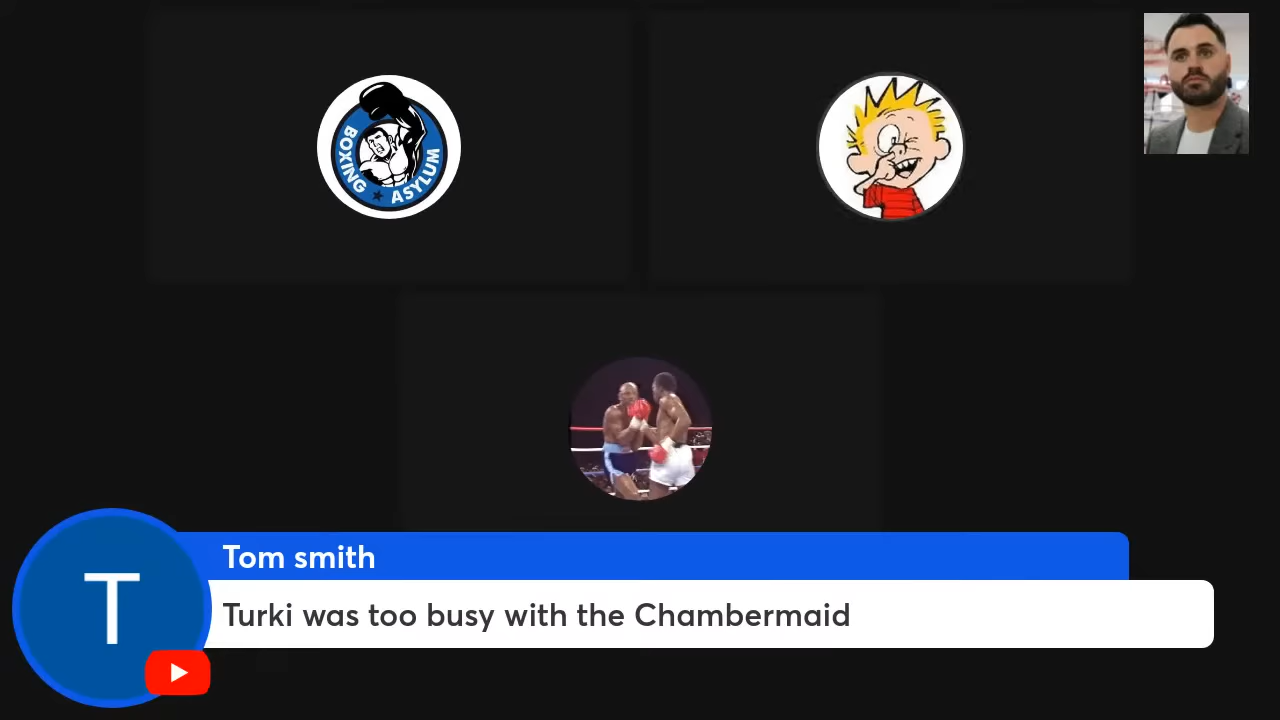 BOXING ASYLUM
T
Tom smith
Turki was too busy with the Chambermaid